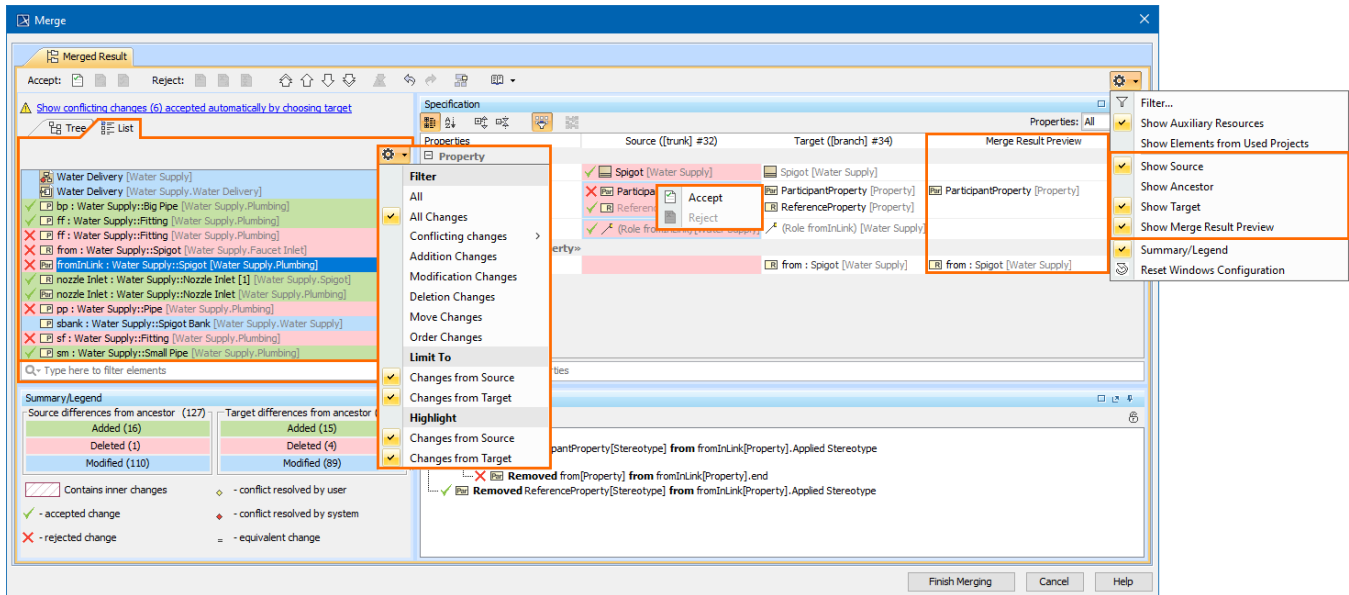 Merge
Merged Result
Accept: Reject:
Show conflicting changes (6) accepted automatically by choosing target
Tree
List
Water Delivery [Water Supply]
Water Delivery [Water Supply.Water Delivery]
bp : Water Supply::Big Pipe [Water Supply.Plumbing]
ff : Water Supply::Fitting [Water Supply.Plumbing]
ff : Water Supply::Fitting [Water Supply.Plumbing]
from : Water Supply::Spigot [Water Supply.Faucet Inlet]
fromInLink : Water Supply::Spigot [Water Supply.Plumbing]
nozzle Inlet : Water Supply::Nozzle Inlet [1] [Water Supply.Spigot]
nozzle Inlet : Water Supply::Nozzle Inlet [Water Supply.Plumbing]
pp : Water Supply::Pipe [Water Supply.Plumbing]
sbank : Water Supply::Spigot Bank [Water Supply.Water Supply]
sf : Water Supply::Fitting [Water Supply.Plumbing]
sm : Water Supply::Small Pipe [Water Supply.Plumbing]
Type here to filter elements
Summary/Legend
Source differences from ancestor (127)
Added (16)
Deleted (1)
Modified (110)
Target differences from ancestor (
Added (15)
Deleted (4)
Modified (89)
Contains inner changes
- conflict resolved by user
- accepted change
- conflict resolved by system
- rejected change
- equivalent change
Property
Filter
All
All Changes
Conflicting changes
Addition Changes
Modification Changes
Deletion Changes
Move Changes
Order Changes
Limit To
Changes from Source
Changes from Target
Highlight
Changes from Source
Changes from Target
Specification
Properties: All
Properties
Source ([trunk] #32)
Target ([branch] #34)
Merge Result Preview
Spigot [Water Supply]
Spigot [Water Supply]
ParticipantProperty [Property]
ParticipantProperty [Property]
ReferenceProperty [Property]
(Role fromInLink) [Water Supply]
erty»
from : Spigot [Water Supply]
from : Spigot [Water Supply]
Accept
Reject
pantProperty[Stereotype] from fromInLink[Property].Applied Stereotype
Removed from[Property] from fromInLink[Property].end
Removed ReferenceProperty[Stereotype] from fromInLink[Property].Applied Stereotype
Filter...
Show Auxiliary Resources
Show Elements from Used Projects
Show Source
Show Ancestor
Show Target
Show Merge Result Preview
Summary/Legend
Reset Windows Configuration
Finish Merging
Cancel
Help